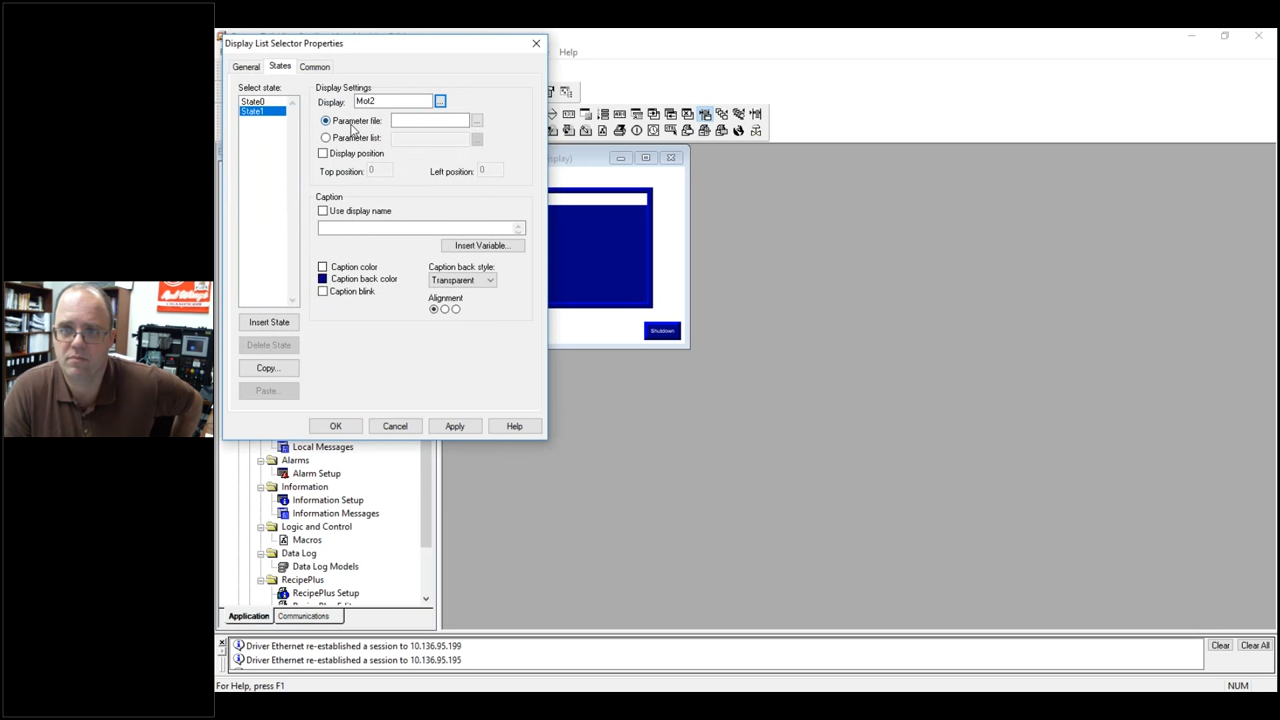 Display List Selector Properties
Help
General
States
Common
Select state:
State0
State1
Display Settings
Display:
Mot2
...
Parameter file:
...
Parameter list:
...
Display position
Top position:
0
Left position:
0
Caption
Use display name
Insert Variable...
Caption color
Caption back color
Caption blink
Caption back style:
Transparent
Alignment
Insert State
Delete State
Copy...
Paste...
OK
Cancel
Apply
Help
play)
Shutdown
Local Messages
Alarms
Alarm Setup
Information
Information Setup
Information Messages
Logic and Control
Macros
Data Log
Data Log Models
RecipePlus
RecipePlus Setup
Application
Communications
Driver Ethernet re-established a session to 10.136.95.199
Driver Ethernet re-established a session to 10.136.95.195
Clear
Clear All
For Help, press F1
NUM